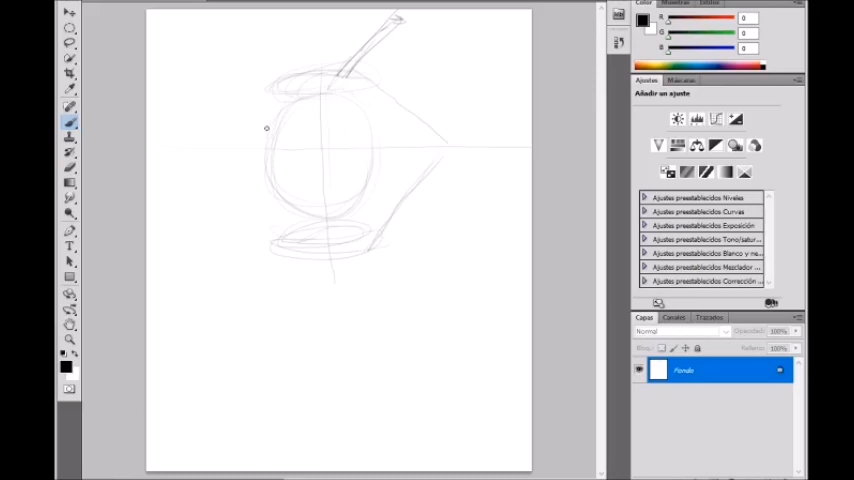 Color Muestras Estilos
R 0
G 0
B 0
Ajustes Máscaras
Añadir un ajuste
Ajustes preestablecidos Niveles
Ajustes preestablecidos Curvas
Ajustes preestablecidos Exposición
Ajustes preestablecidos Tono/satur...
Ajustes preestablecidos Blanco y ne...
Ajustes preestablecidos Mezclador ...
Ajustes preestablecidos Corrección ...
Capas Canales Trazados
Normal Opacidad: 100%
Bloq.: Relleno: 100%
Fondo